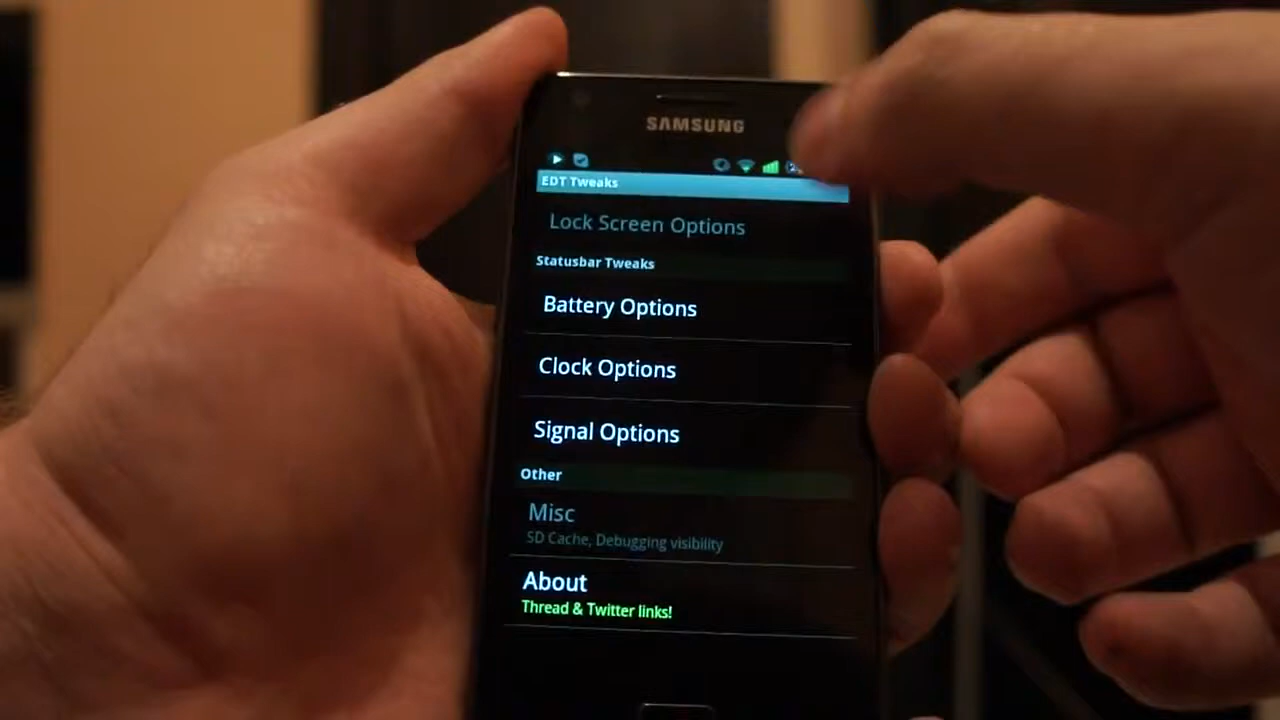 SAMSUNG
EDT Tweaks
Lock Screen Options
Statusbar Tweaks
Battery Options
Clock Options
Signal Options
Other
Misc
SD Cache, Debugging visibility
About
Thread & Twitter links!